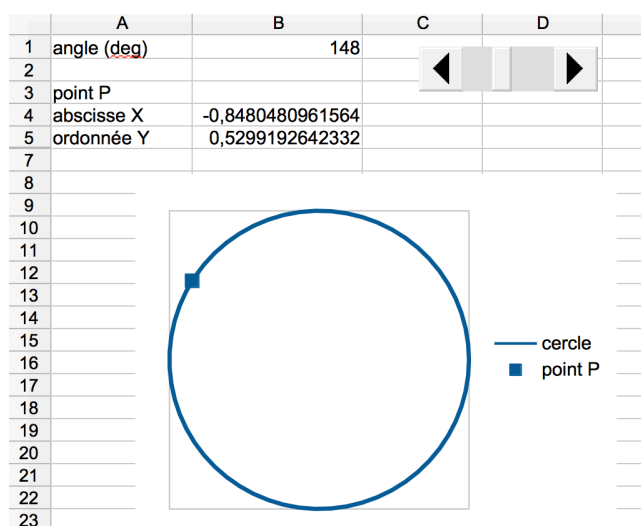 A B C D
1 angle (deg) 148
2
3 point P
4 abscisse X -0,8480480961564
5 ordonnée Y 0,5299192642332
7
8
9
10
11
12
13
14
15 cercle
16 point P
17
18
19
20
21
22
23